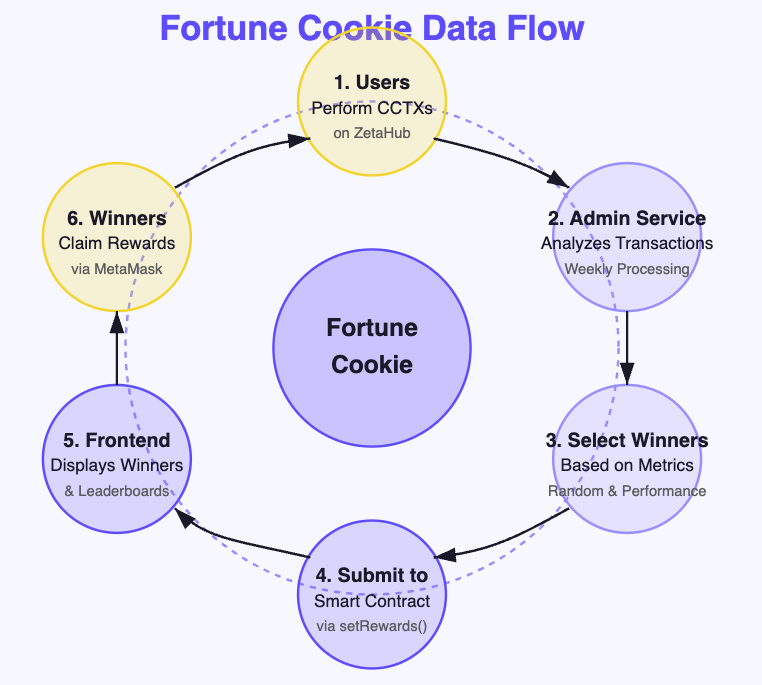 Fortune Cookie Data Flow
1. Users
Perform CCTXs
on ZetaHub
2. Admin Service
Analyzes Transactions
Weekly Processing
3. Select Winners
Based on Metrics
Random & Performance
4. Submit to
Smart Contract
via setRewards()
5. Frontend
Displays Winners
& Leaderboards
6. Winners
Claim Rewards
via MetaMask
Fortune
Cookie